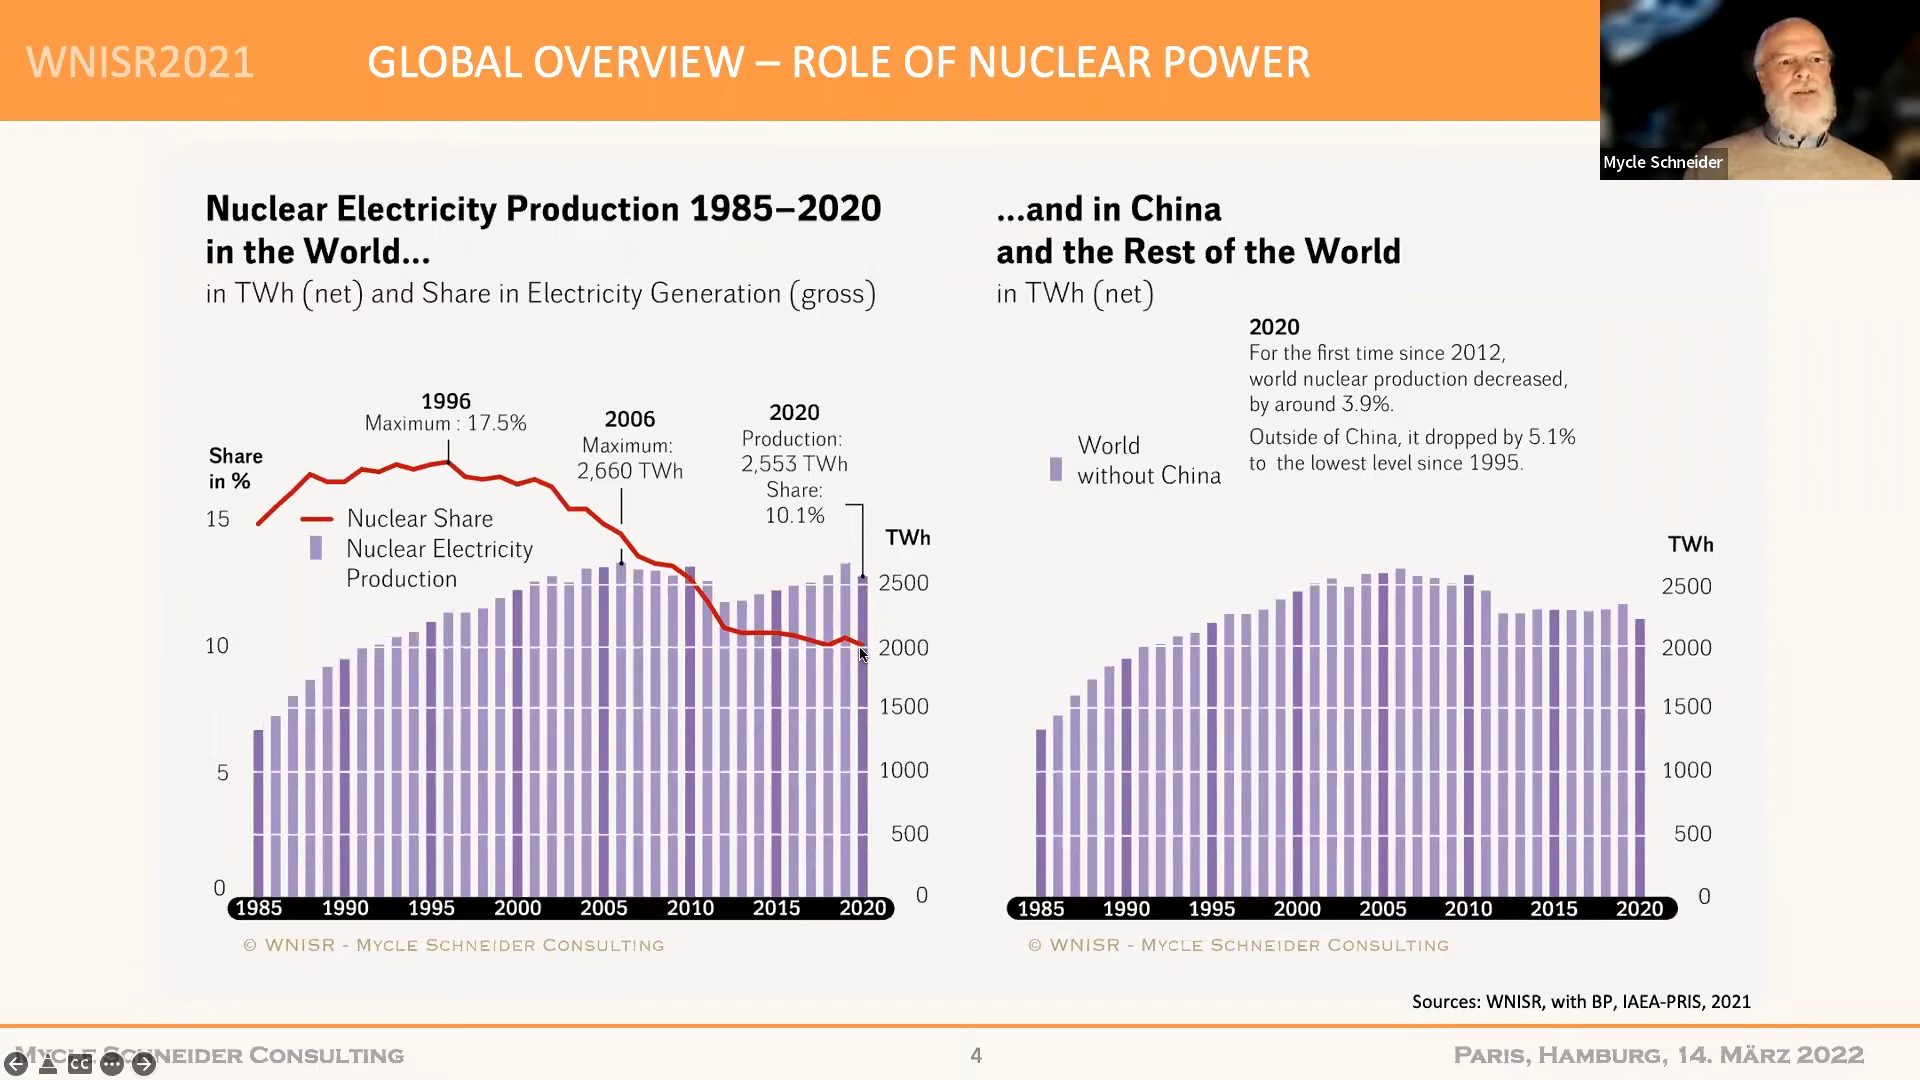 WNISR2021
GLOBAL OVERVIEW – ROLE OF NUCLEAR POWER
Mycle Schneider
Nuclear Electricity Production 1985–2020
in the World...
in TWh (net) and Share in Electricity Generation (gross)
1996
Maximum : 17.5%
2006
Maximum:
2,660 TWh
2020
Production:
2,553 TWh
Share:
10.1%
Share
in %
15
10
5
0
Nuclear Share
Nuclear Electricity
Production
TWh
2500
2000
1500
1000
500
0
1985 1990 1995 2000 2005 2010 2015 2020
© WNISR - Mycle Schneider Consulting
...and in China
and the Rest of the World
in TWh (net)
2020
For the first time since 2012,
world nuclear production decreased,
by around 3.9%.
Outside of China, it dropped by 5.1%
to the lowest level since 1995.
World
without China
TWh
2500
2000
1500
1000
500
0
1985 1990 1995 2000 2005 2010 2015 2020
© WNISR - Mycle Schneider Consulting
Sources: WNISR, with BP, IAEA-PRIS, 2021
Mycle Schneider Consulting
CC
4
Paris, Hamburg, 14. März 2022